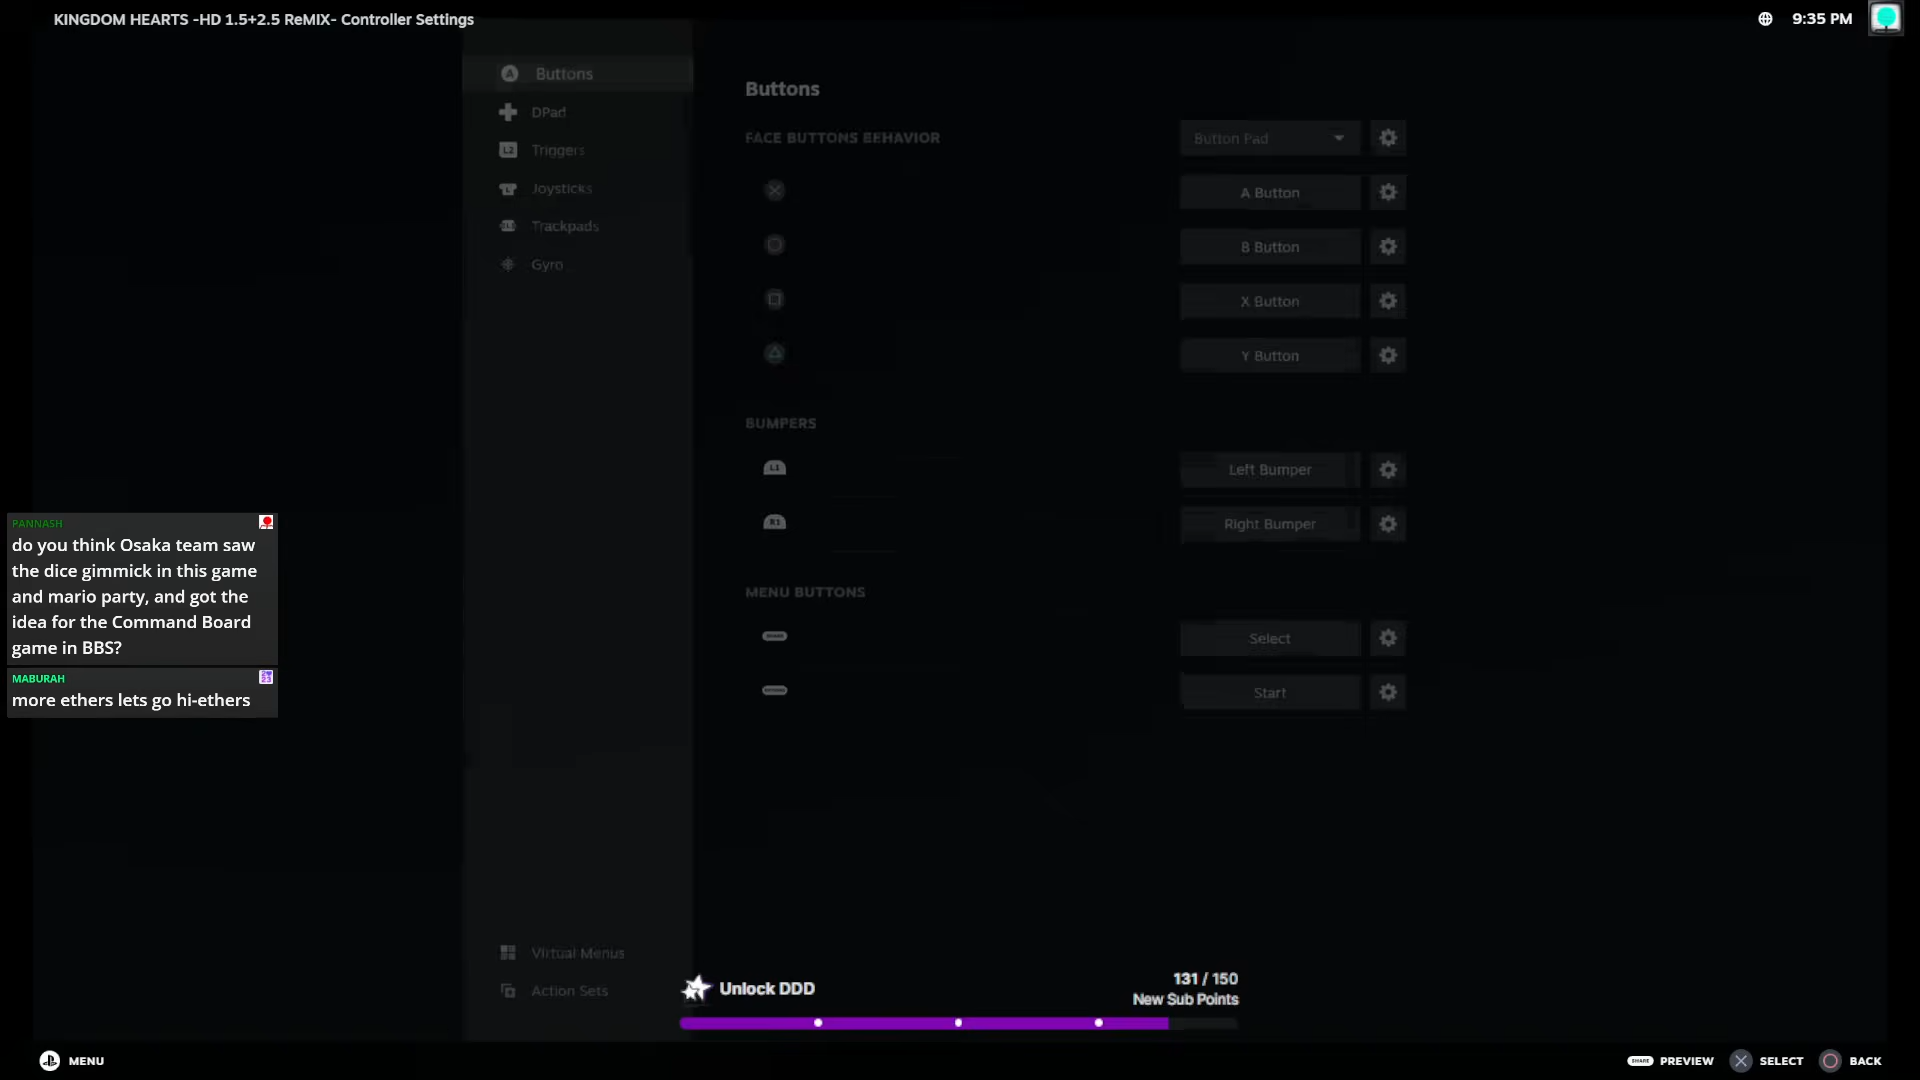 KINGDOM HEARTS -HD 1.5+2.5 ReMIX- Controller Settings
9:35 PM
Buttons
DPad
L2 Triggers
Joysticks
Trackpads
Gyro
Buttons
FACE BUTTONS BEHAVIOR
Button Pad
A Button
B Button
X Button
Y Button
BUMPERS
L1
Left Bumper
R1
Right Bumper
MENU BUTTONS
Select
Start
PANNASH
do you think Osaka team saw
the dice gimmick in this game
and mario party, and got the
idea for the Command Board
game in BBS?
MABURAH
more ethers lets go hi-ethers
Virtual Menus
Action Sets
Unlock DDD
131 / 150
New Sub Points
MENU
SHARE PREVIEW
SELECT
BACK